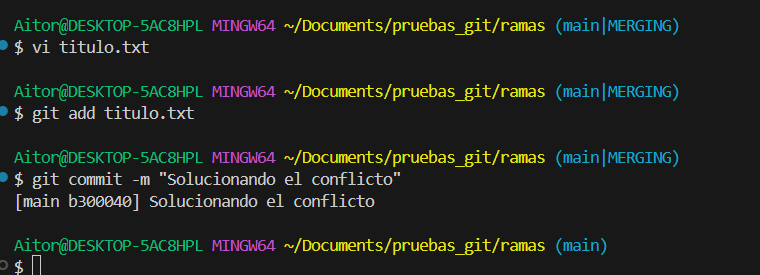 Aitor@DESKTOP-5AC8HPL MINGW64 ~/Documents/pruebas_git/ramas (main|MERGING)
$ vi titulo.txt
Aitor@DESKTOP-5AC8HPL MINGW64 ~/Documents/pruebas_git/ramas (main|MERGING)
$ git add titulo.txt
Aitor@DESKTOP-5AC8HPL MINGW64 ~/Documents/pruebas_git/ramas (main|MERGING)
$ git commit -m "Solucionando el conflicto"
[main b300040] Solucionando el conflicto
Aitor@DESKTOP-5AC8HPL MINGW64 ~/Documents/pruebas_git/ramas (main)
$